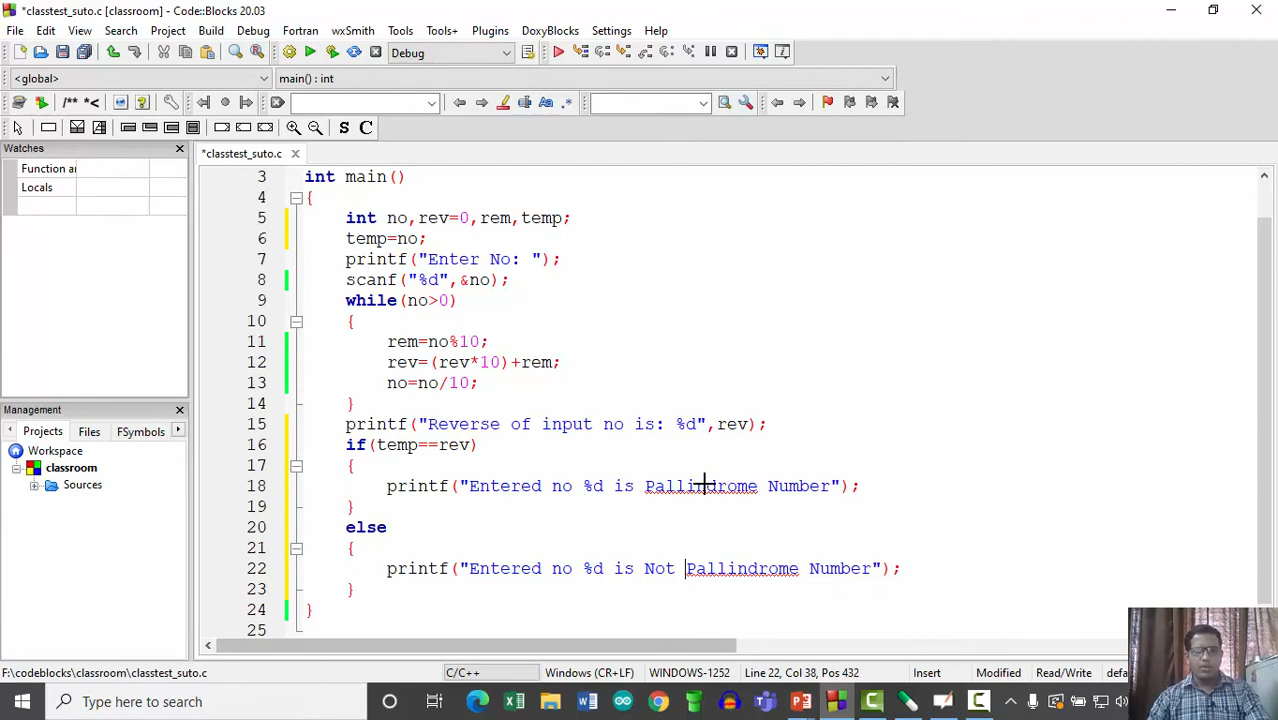 *classtest_suto.c [classroom] - Code::Blocks 20.03
File Edit View Search Project Build Debug Fortran wxSmith Tools Tools+ Plugins DoxyBlocks Settings Help
Debug
<global> main() : int
/** *<
S C
Watches
Function ar
Locals
Management
Projects Files FSymbols
Workspace
classroom
Sources
*classtest_suto.c
3 int main()
4 {
5 int no,rev=0,rem,temp;
6 temp=no;
7 printf("Enter No: ");
8 scanf("%d",&no);
9 while(no>0)
10 {
11 rem=no%10;
12 rev=(rev*10)+rem;
13 no=no/10;
14 }
15 printf("Reverse of input no is: %d",rev);
16 if(temp==rev)
17 {
18 printf("Entered no %d is Pallindrome Number");
19 }
20 else
21 {
22 printf("Entered no %d is Not Pallindrome Number");
23 }
24 }
25
F:\codeblocks\classroom\classtest_suto.c C/C++ Windows (CR+LF) WINDOWS-1252 Line 22, Col 38, Pos 432 Insert Modified Read/Write defa
Type here to search